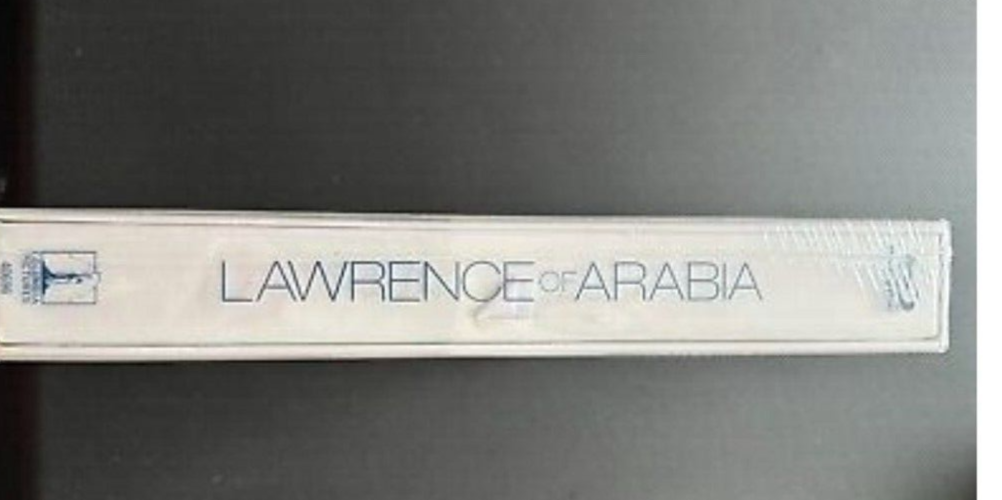 LAWRENCE OF ARABIA